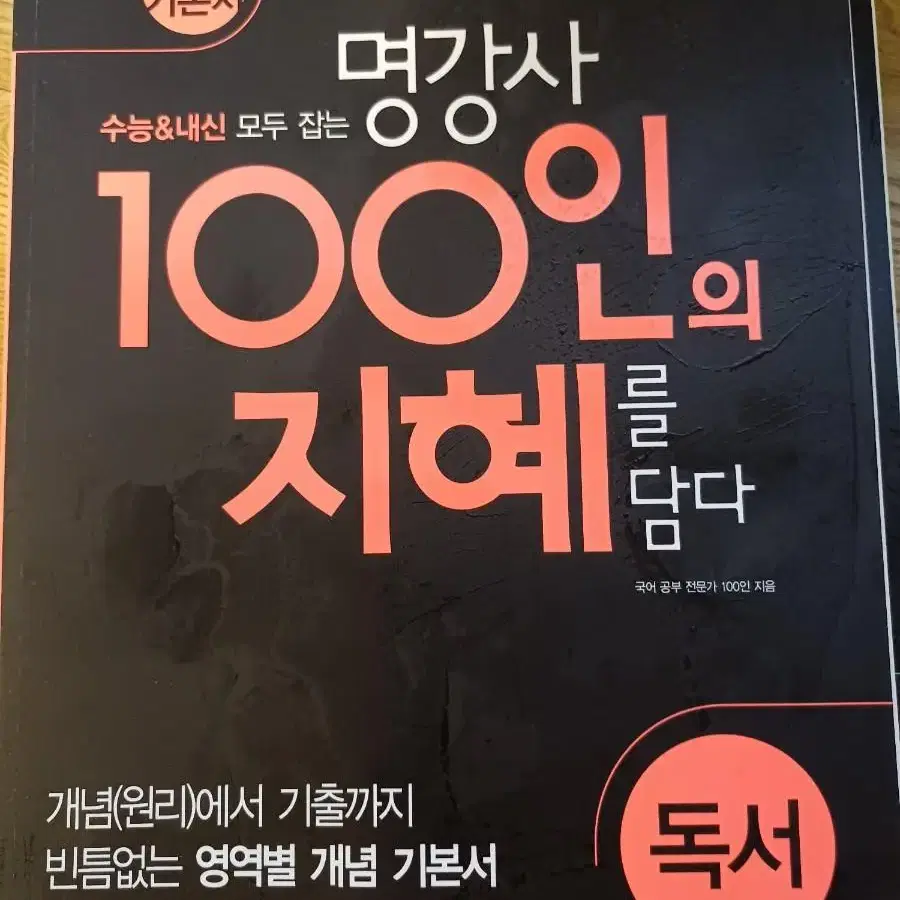 기본서
명강사
수능&내신 모두 잡는
100인의
지혜를
담다
국어 공부 전문가 100인 지음
개념(원리)에서 기출까지
빈틈없는 영역별 개념 기본서
독서